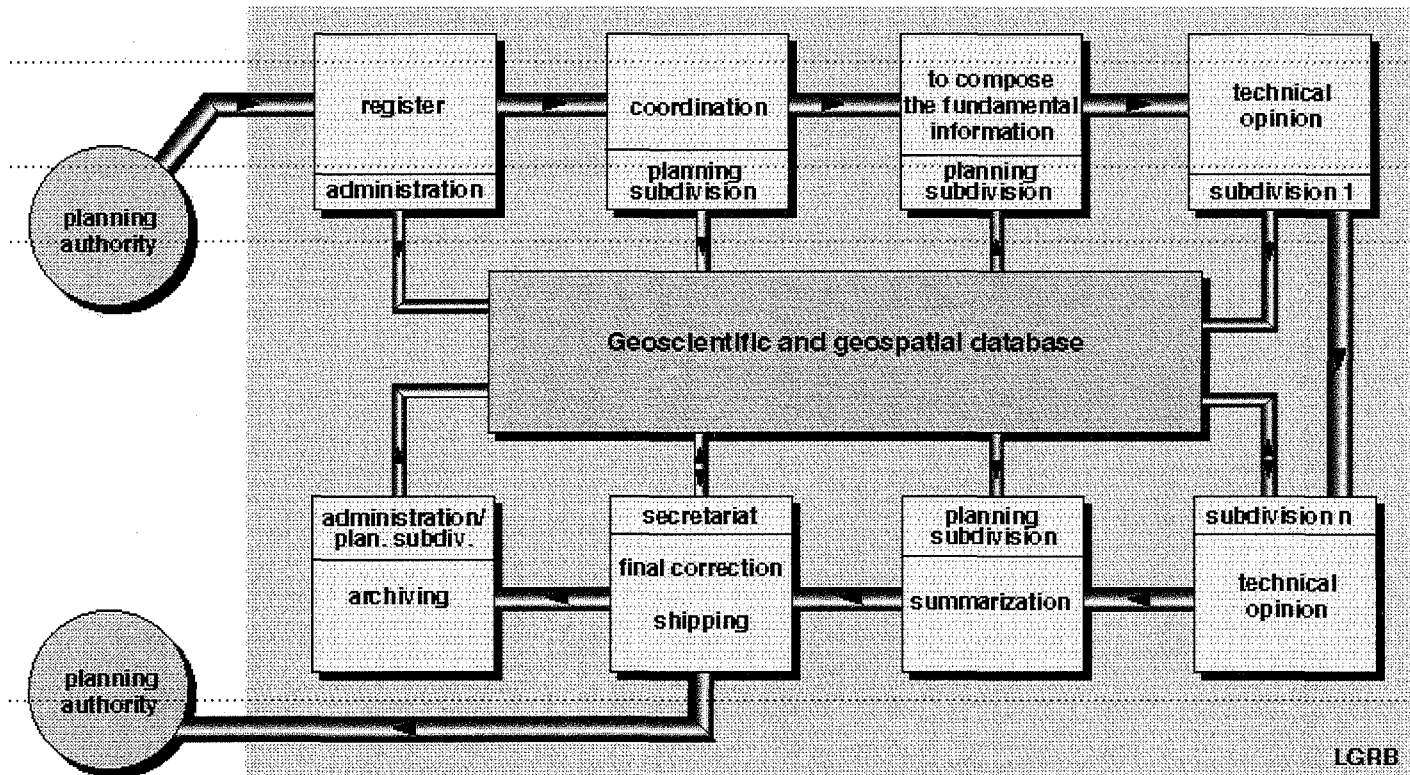 register
administration
coordination
planning
subdivision
to compose
the fundamental
information
planning
subdivision
technical
opinion
subdivision 1
planning
authority
Geoscientific and geospatial database
administration/
plan. subdiv.
archiving
secretariat
final correction
shipping
planning
subdivision
summarization
subdivision n
technical
opinion
planning
authority
LGRB